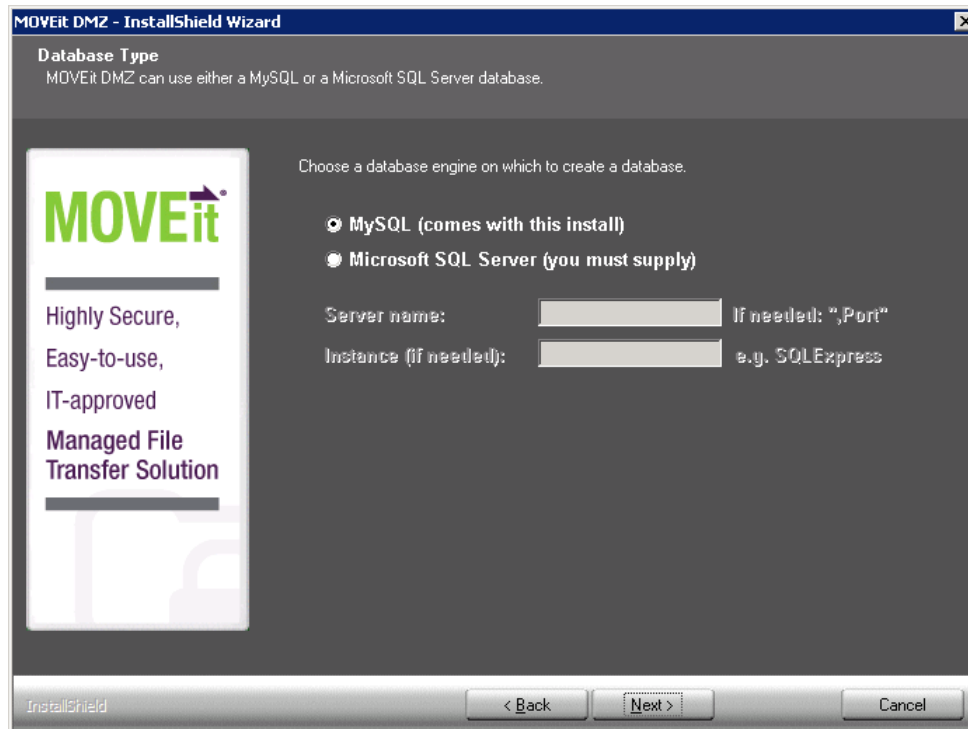 MOVEit DMZ - InstallShield Wizard
Database Type
MOVEit DMZ can use either a MySQL or a Microsoft SQL Server database.
MOVEit®
Highly Secure,
Easy-to-use,
IT-approved
Managed File
Transfer Solution
Choose a database engine on which to create a database.
MySQL (comes with this install)
Microsoft SQL Server (you must supply)
Server name: If needed: ",Port"
Instance (if needed): e.g. SQLExpress
InstallShield
< Back Next > Cancel